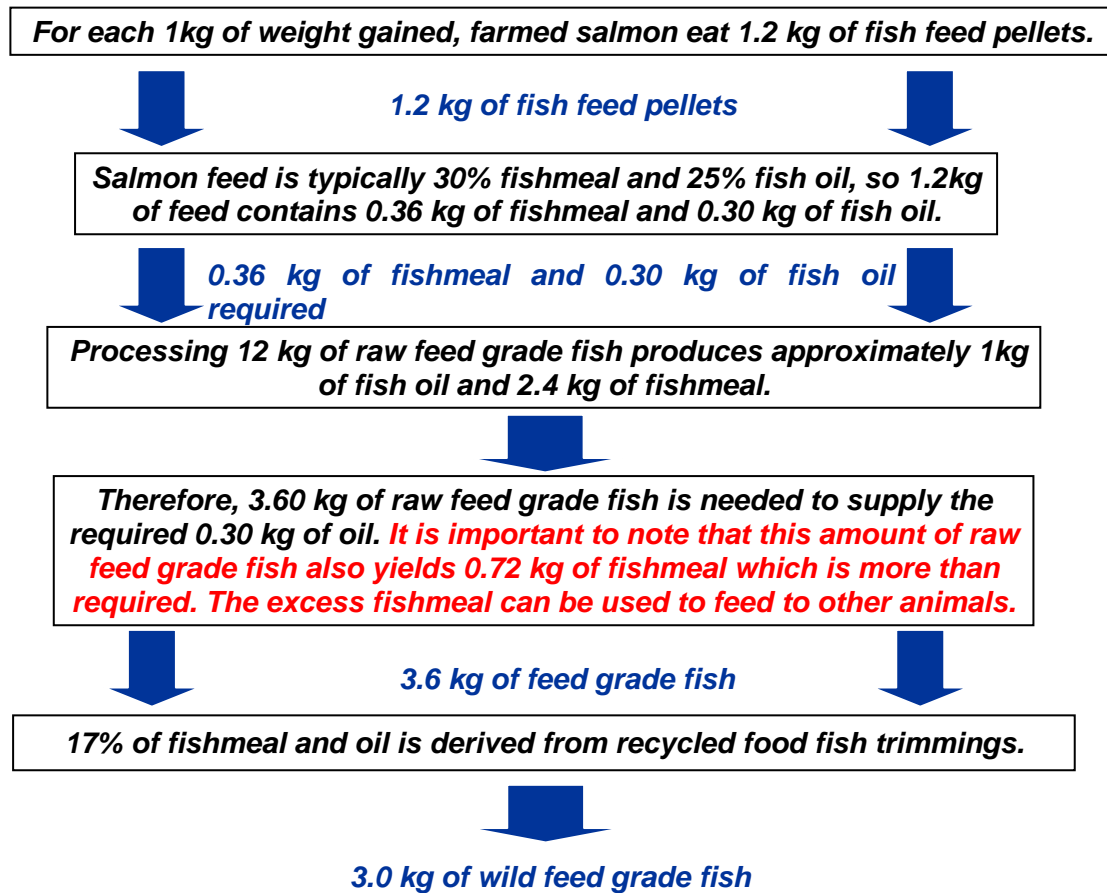 For each 1kg of weight gained, farmed salmon eat 1.2 kg of fish feed pellets.
1.2 kg of fish feed pellets
Salmon feed is typically 30% fishmeal and 25% fish oil, so 1.2kg
of feed contains 0.36 kg of fishmeal and 0.30 kg of fish oil.
0.36 kg of fishmeal and 0.30 kg of fish oil
required
Processing 12 kg of raw feed grade fish produces approximately 1kg
of fish oil and 2.4 kg of fishmeal.
Therefore, 3.60 kg of raw feed grade fish is needed to supply the
required 0.30 kg of oil. It is important to note that this amount of raw
feed grade fish also yields 0.72 kg of fishmeal which is more than
required. The excess fishmeal can be used to feed to other animals.
3.6 kg of feed grade fish
17% of fishmeal and oil is derived from recycled food fish trimmings.
3.0 kg of wild feed grade fish